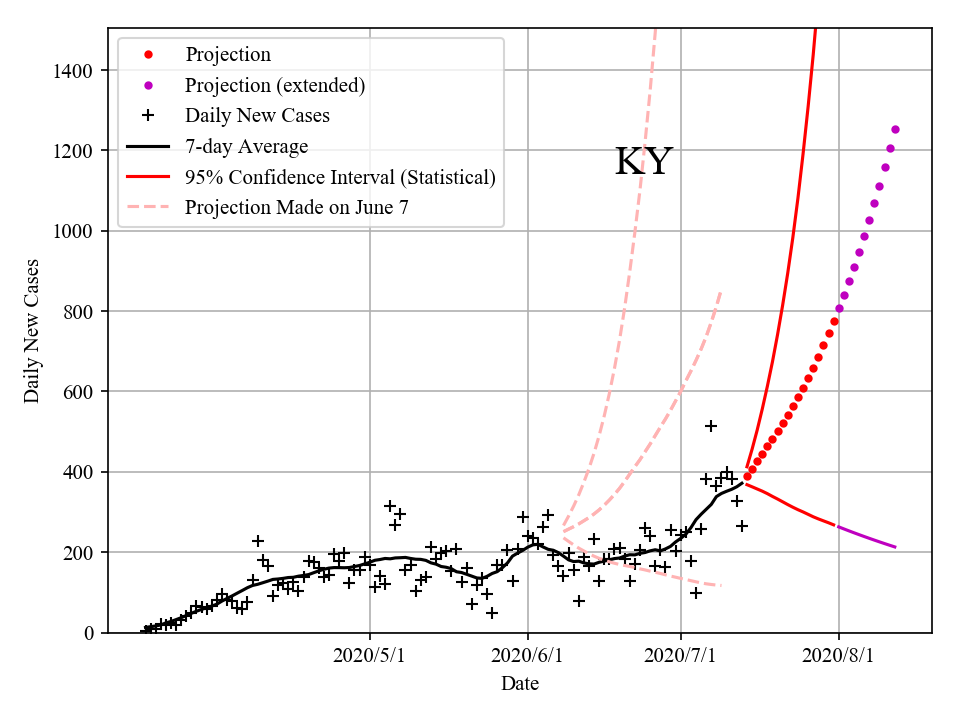 Projection
Projection (extended)
Daily New Cases
7-day Average
95% Confidence Interval (Statistical)
Projection Made on June 7
KY
1400
1200
1000
800
600
400
200
0
Daily New Cases
2020/5/1 2020/6/1 2020/7/1 2020/8/1
Date